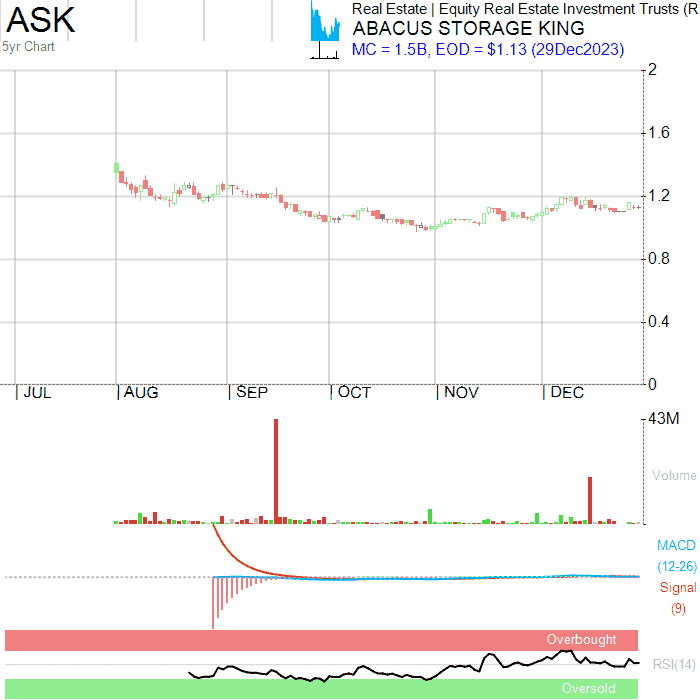 ASK
Real Estate | Equity Real Estate Investment Trusts (R
ABACUS STORAGE KING
5yr Chart
MC = 1.5B, EOD = $1.13 (29Dec2023)
2
1.6
1.2
0.8
0.4
0
JUL AUG SEP OCT NOV DEC
43M
Volume
MACD
(12-26)
Signal
(9)
Overbought
RSI(14)
Oversold